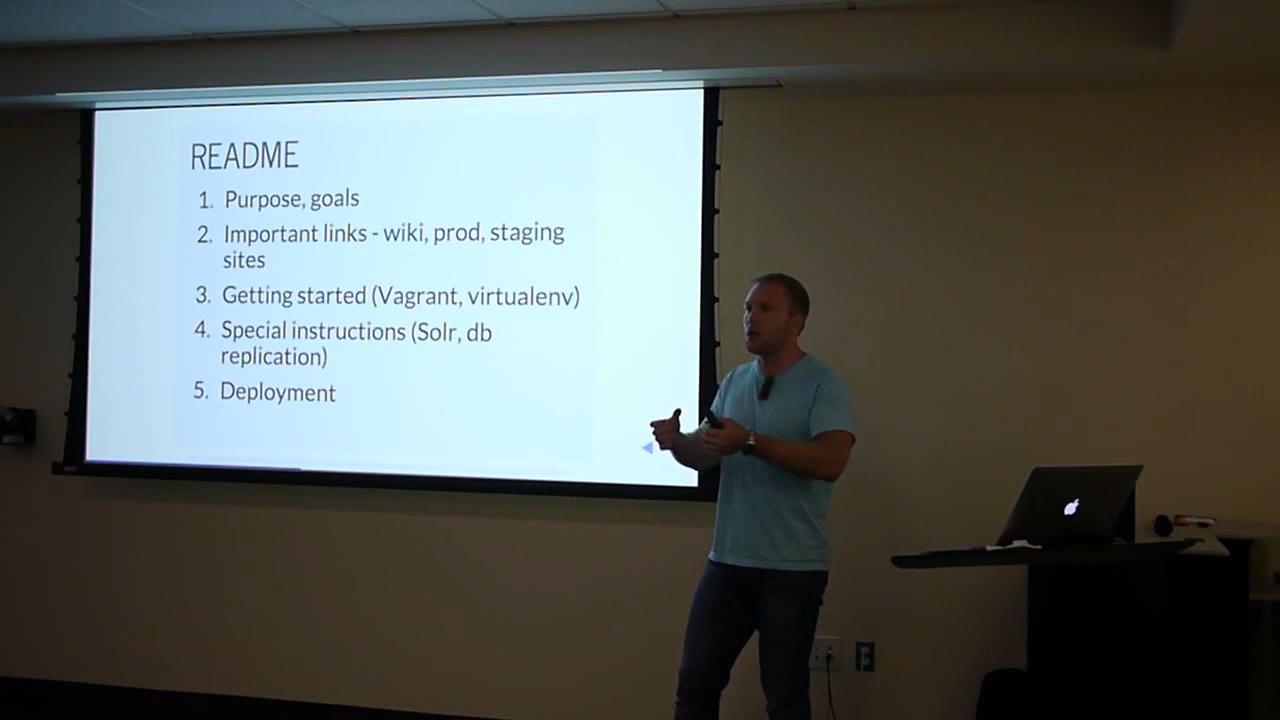 README
1. Purpose, goals
2. Important links - wiki, prod, staging
sites
3. Getting started (Vagrant, virtualenv)
4. Special instructions (Solr, db
replication)
5. Deployment